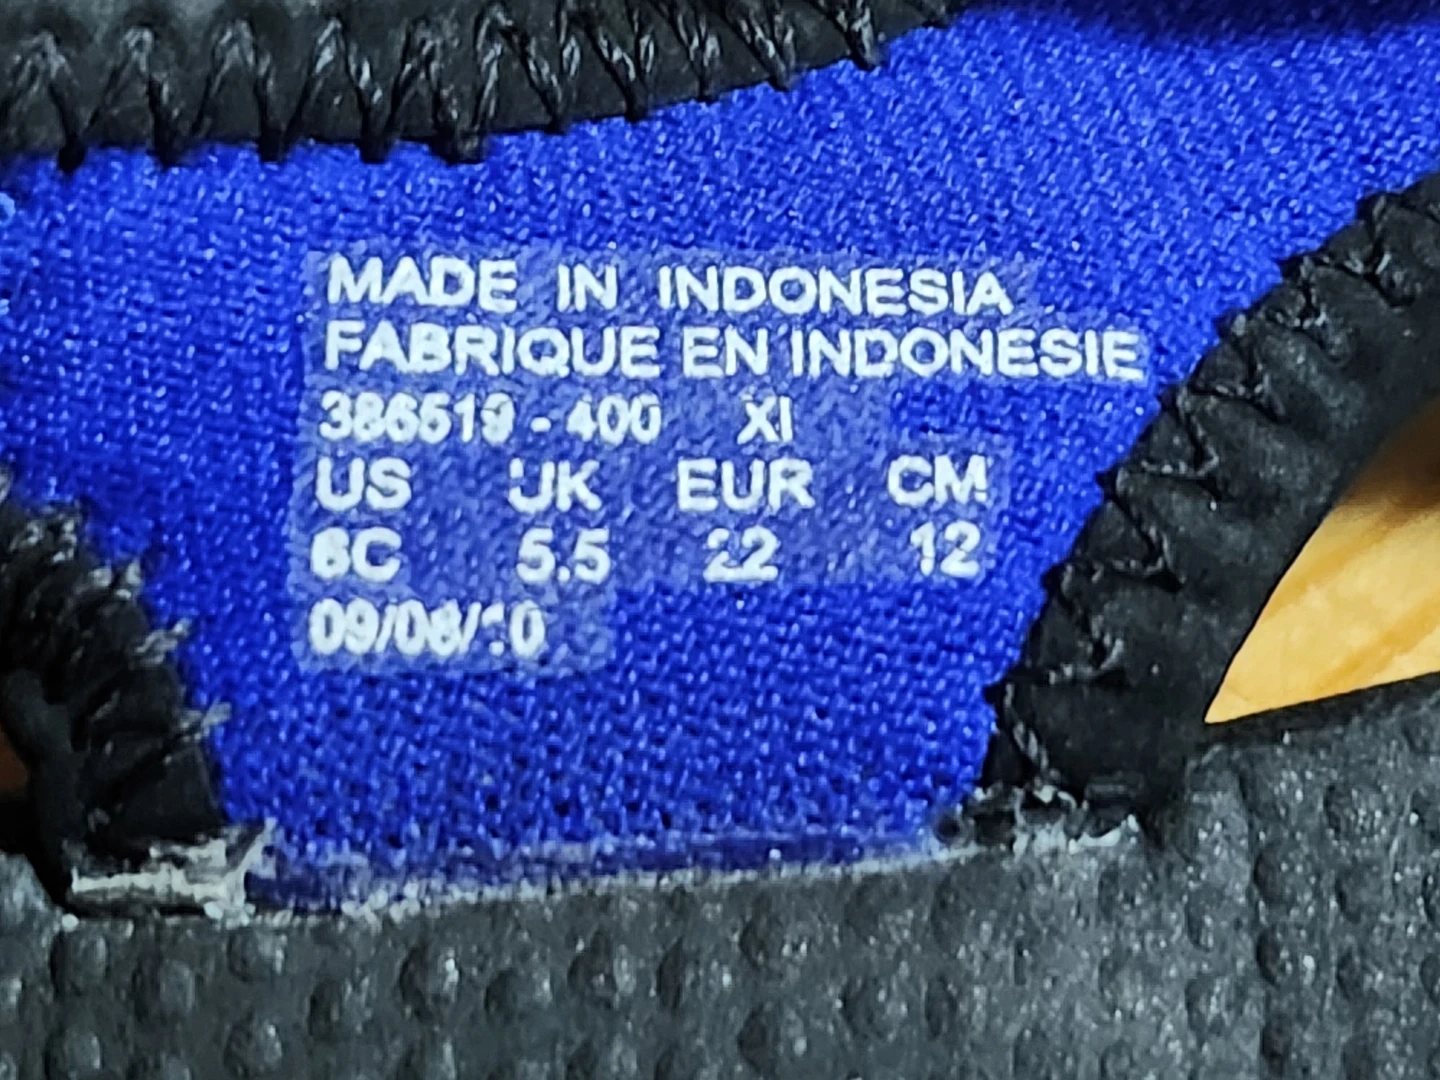 MADE IN INDONESIA
FABRIQUE EN INDONESIE
386519 - 400 XI
US UK EUR CM
6C 5.5 22 12
09/06/10